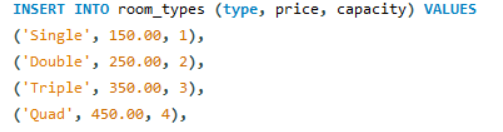 INSERT INTO room_types (type, price, capacity) VALUES
('Single', 150.00, 1),
('Double', 250.00, 2),
('Triple', 350.00, 3),
('Quad', 450.00, 4),